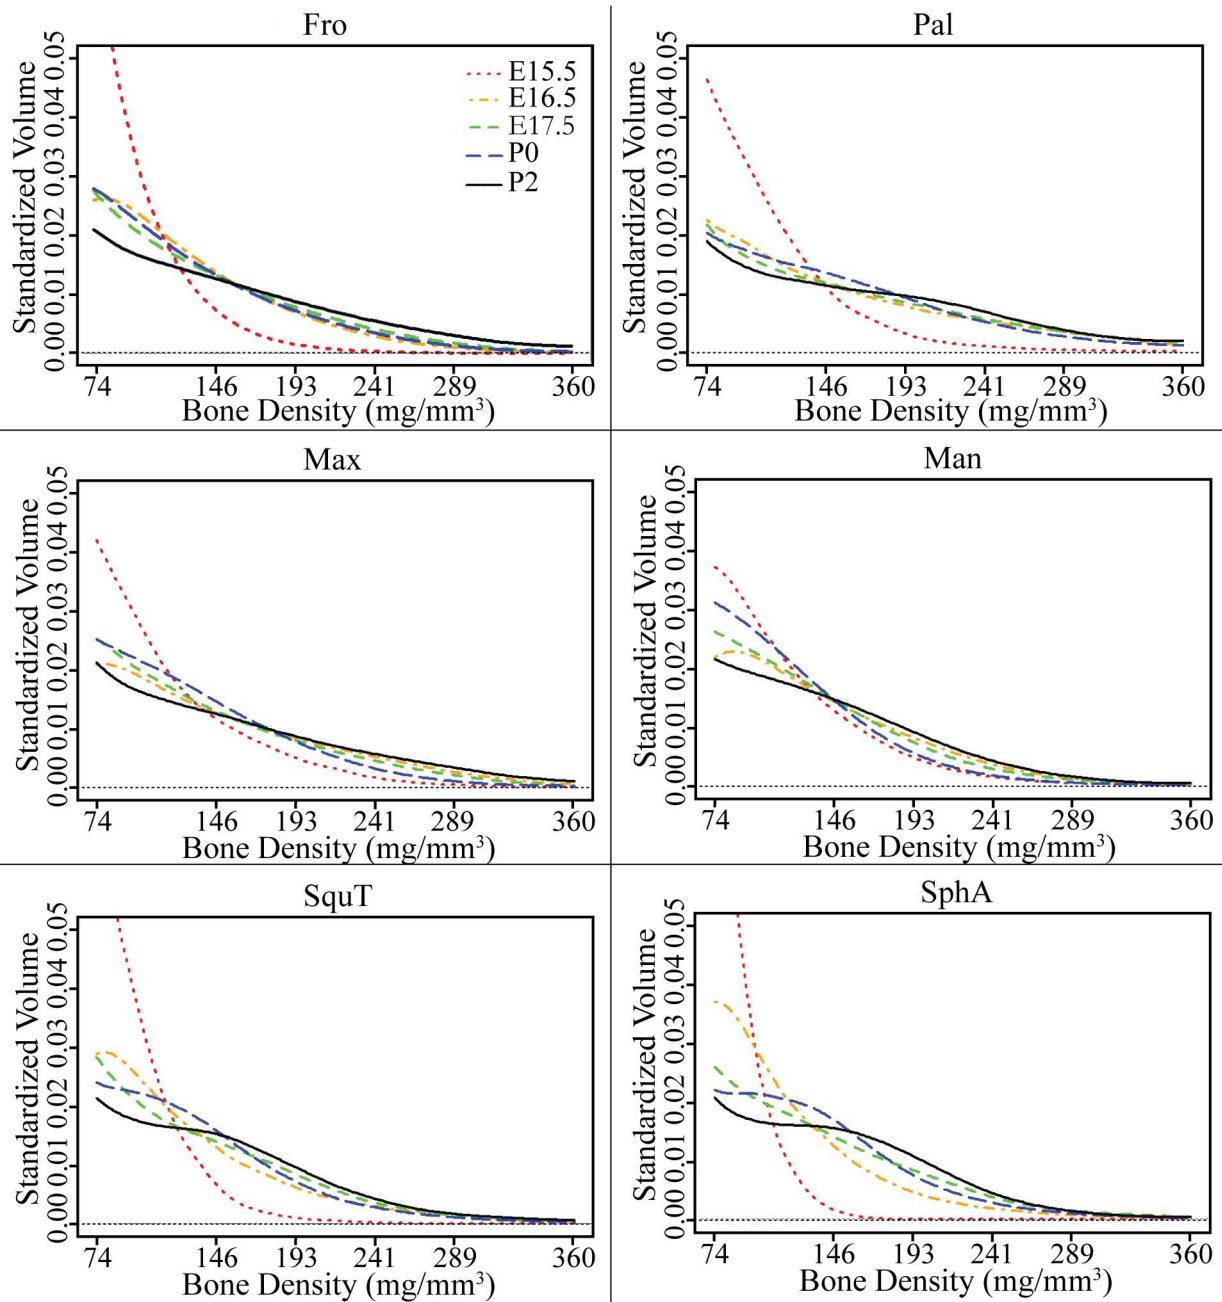 Fro
Standardized Volume
0.00 0.01 0.02 0.03 0.04 0.05
E15.5
E16.5
E17.5
P0
P2
74 146 193 241 289 360
Bone Density (mg/mm³)
Pal
Standardized Volume
0.00 0.01 0.02 0.03 0.04 0.05
74 146 193 241 289 360
Bone Density (mg/mm³)
Max
Standardized Volume
0.00 0.01 0.02 0.03 0.04 0.05
74 146 193 241 289 360
Bone Density (mg/mm³)
Man
Standardized Volume
0.00 0.01 0.02 0.03 0.04 0.05
74 146 193 241 289 360
Bone Density (mg/mm³)
SquT
Standardized Volume
0.00 0.01 0.02 0.03 0.04 0.05
74 146 193 241 289 360
Bone Density (mg/mm³)
SphA
Standardized Volume
0.00 0.01 0.02 0.03 0.04 0.05
74 146 193 241 289 360
Bone Density (mg/mm³)